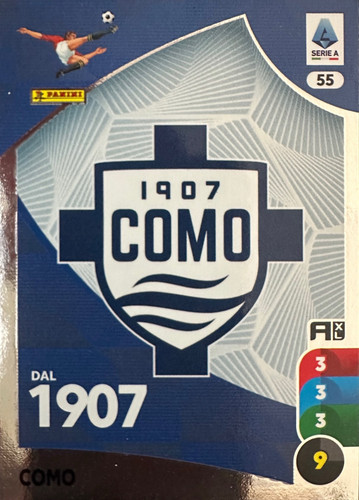 PANINI
SERIE A
55
1907
COMO
A XL
3
3
3
9
DAL
1907
COMO